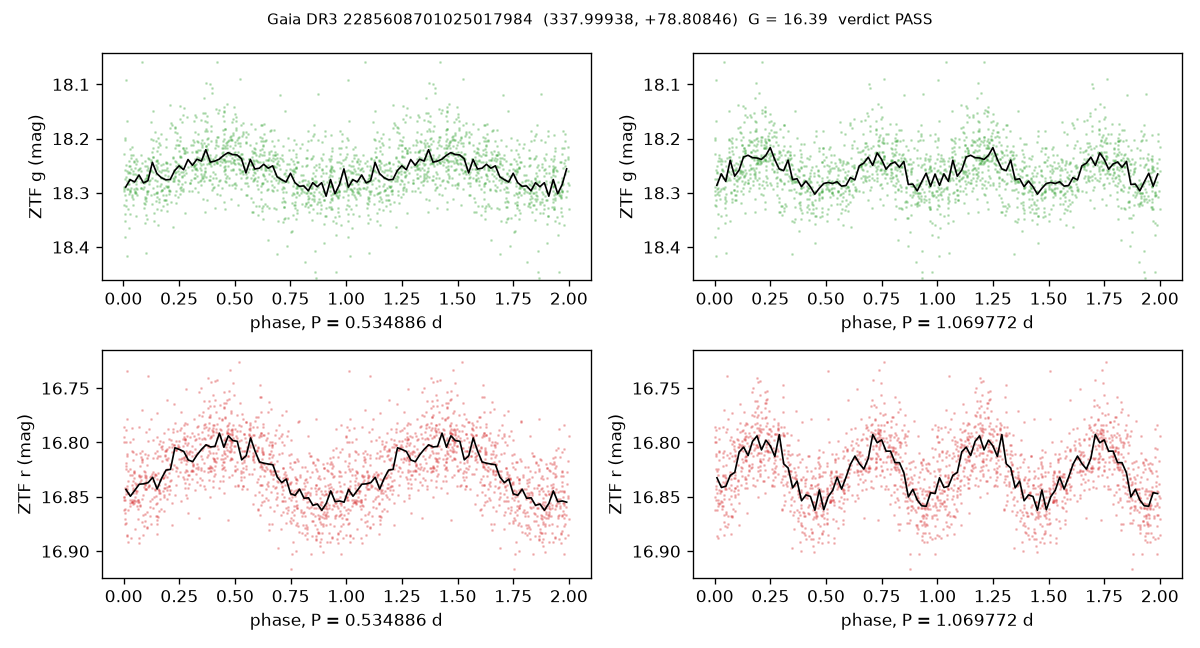 Gaia DR3 2285608701025017984 (337.99938, +78.80846) G = 16.39 verdict PASS
ZTF g (mag)
18.1
18.2
18.3
18.4
0.00 0.25 0.50 0.75 1.00 1.25 1.50 1.75 2.00
phase, P = 0.534886 d
ZTF g (mag)
18.1
18.2
18.3
18.4
0.00 0.25 0.50 0.75 1.00 1.25 1.50 1.75 2.00
phase, P = 1.069772 d
ZTF r (mag)
16.75
16.80
16.85
16.90
0.00 0.25 0.50 0.75 1.00 1.25 1.50 1.75 2.00
phase, P = 0.534886 d
ZTF r (mag)
16.75
16.80
16.85
16.90
0.00 0.25 0.50 0.75 1.00 1.25 1.50 1.75 2.00
phase, P = 1.069772 d